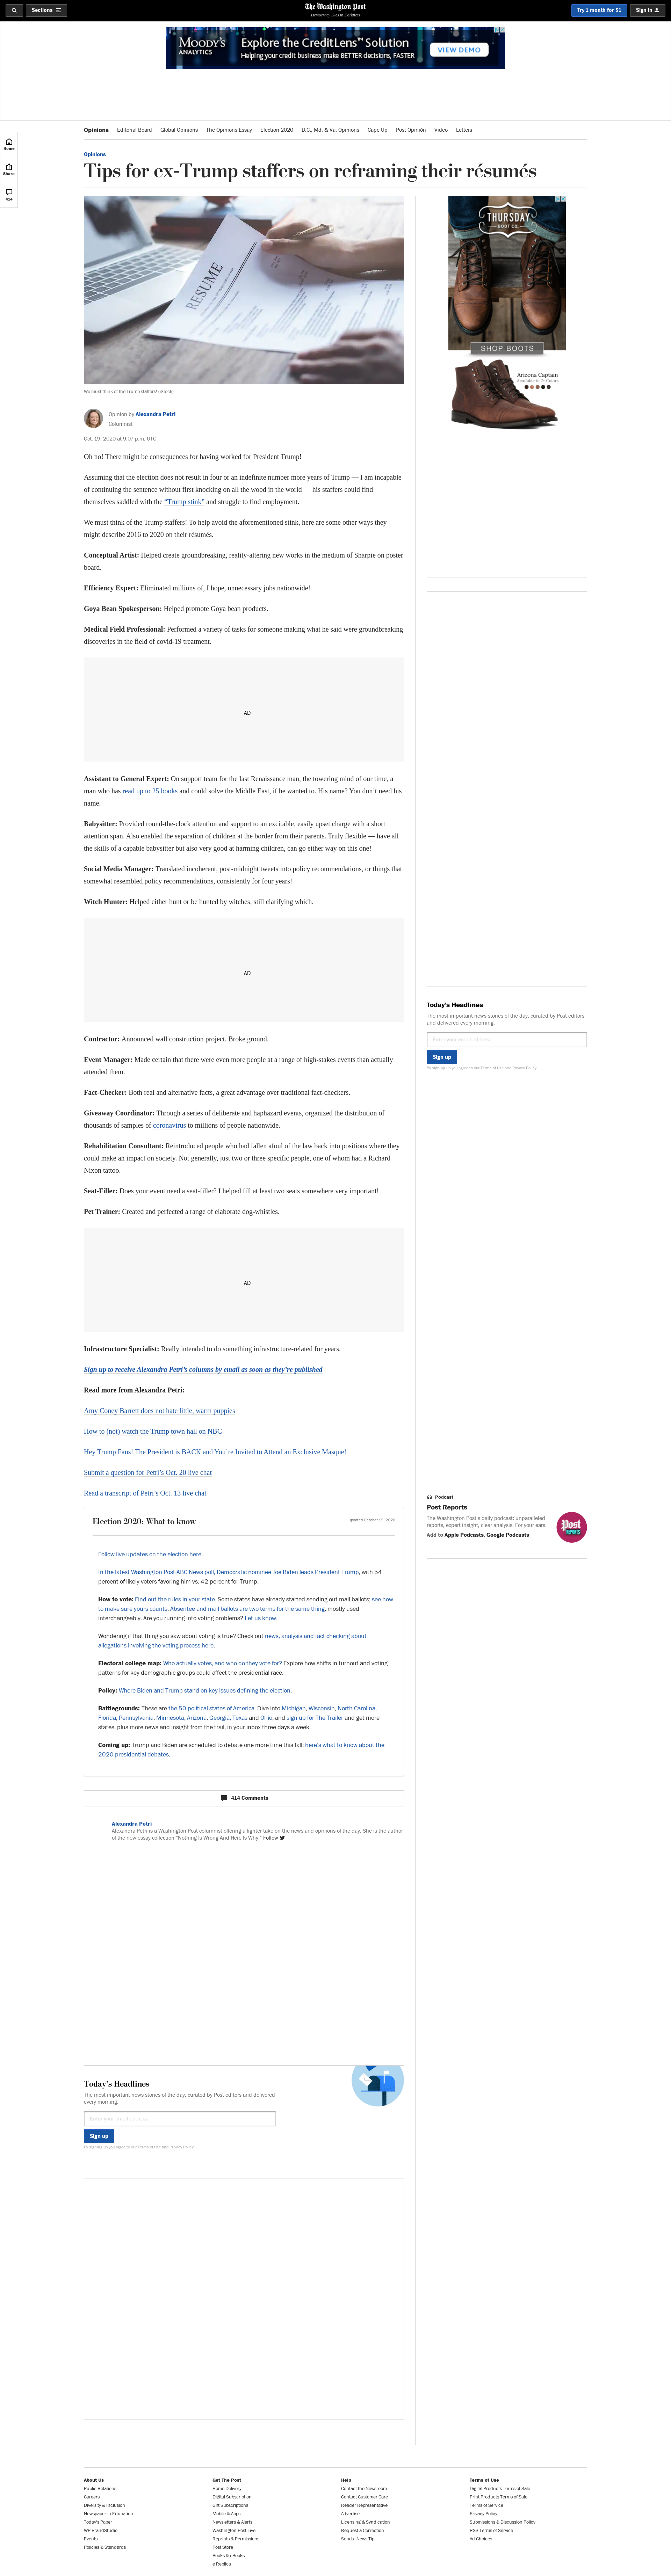 Sections
The Washington Post
Democracy Dies in Darkness
Try 1 month for $1
Sign in
MOODY'S
ANALYTICS
Explore the CreditLens™ Solution
Helping your credit business make BETTER decisions, FASTER
VIEW DEMO
Opinions
Editorial Board
Global Opinions
The Opinions Essay
Election 2020
D.C., Md. & Va. Opinions
Cape Up
Post Opinión
Video
Letters
Home
Share
414
Opinions
Tips for ex-Trump staffers on reframing their résumés
RESUME
We must think of the Trump staffers! (iStock)
Opinion by Alexandra Petri
Columnist
Oct. 19, 2020 at 9:07 p.m. UTC
Oh no! There might be consequences for having worked for President Trump!
Assuming that the election does not result in four or an indefinite number more years of Trump — I am incapable
of continuing the sentence without first knocking on all the wood in the world — his staffers could find
themselves saddled with the “Trump stink” and struggle to find employment.
We must think of the Trump staffers! To help avoid the aforementioned stink, here are some other ways they
might describe 2016 to 2020 on their résumés.
Conceptual Artist: Helped create groundbreaking, reality-altering new works in the medium of Sharpie on poster
board.
Efficiency Expert: Eliminated millions of, I hope, unnecessary jobs nationwide!
Goya Bean Spokesperson: Helped promote Goya bean products.
Medical Field Professional: Performed a variety of tasks for someone making what he said were groundbreaking
discoveries in the field of covid-19 treatment.
AD
Assistant to General Expert: On support team for the last Renaissance man, the towering mind of our time, a
man who has read up to 25 books and could solve the Middle East, if he wanted to. His name? You don’t need his
name.
Babysitter: Provided round-the-clock attention and support to an excitable, easily upset charge with a short
attention span. Also enabled the separation of children at the border from their parents. Truly flexible — have all
the skills of a capable babysitter but also very good at harming children, can go either way on this one!
Social Media Manager: Translated incoherent, post-midnight tweets into policy recommendations, or things that
somewhat resembled policy recommendations, consistently for four years!
Witch Hunter: Helped either hunt or be hunted by witches, still clarifying which.
AD
Contractor: Announced wall construction project. Broke ground.
Event Manager: Made certain that there were even more people at a range of high-stakes events than actually
attended them.
Fact-Checker: Both real and alternative facts, a great advantage over traditional fact-checkers.
Giveaway Coordinator: Through a series of deliberate and haphazard events, organized the distribution of
thousands of samples of coronavirus to millions of people nationwide.
Rehabilitation Consultant: Reintroduced people who had fallen afoul of the law back into positions where they
could make an impact on society. Not generally, just two or three specific people, one of whom had a Richard
Nixon tattoo.
Seat-Filler: Does your event need a seat-filler? I helped fill at least two seats somewhere very important!
Pet Trainer: Created and perfected a range of elaborate dog-whistles.
AD
Infrastructure Specialist: Really intended to do something infrastructure-related for years.
Sign up to receive Alexandra Petri’s columns by email as soon as they’re published
Read more from Alexandra Petri:
Amy Coney Barrett does not hate little, warm puppies
How to (not) watch the Trump town hall on NBC
Hey Trump Fans! The President is BACK and You’re Invited to Attend an Exclusive Masque!
Submit a question for Petri’s Oct. 20 live chat
Read a transcript of Petri’s Oct. 13 live chat
Election 2020: What to know
Updated October 19, 2020
Follow live updates on the election here.
In the latest Washington Post-ABC News poll, Democratic nominee Joe Biden leads President Trump, with 54
percent of likely voters favoring him vs. 42 percent for Trump.
How to vote: Find out the rules in your state. Some states have already started sending out mail ballots; see how
to make sure yours counts. Absentee and mail ballots are two terms for the same thing, mostly used
interchangeably. Are you running into voting problems? Let us know.
Wondering if that thing you saw about voting is true? Check out news, analysis and fact checking about
allegations involving the voting process here.
Electoral college map: Who actually votes, and who do they vote for? Explore how shifts in turnout and voting
patterns for key demographic groups could affect the presidential race.
Policy: Where Biden and Trump stand on key issues defining the election.
Battlegrounds: These are the 50 political states of America. Dive into Michigan, Wisconsin, North Carolina,
Florida, Pennsylvania, Minnesota, Arizona, Georgia, Texas and Ohio, and sign up for The Trailer and get more
states, plus more news and insight from the trail, in your inbox three days a week.
Coming up: Trump and Biden are scheduled to debate one more time this fall; here’s what to know about the
2020 presidential debates.
414 Comments
Alexandra Petri
Alexandra Petri is a Washington Post columnist offering a lighter take on the news and opinions of the day. She is the author
of the new essay collection “Nothing Is Wrong And Here Is Why.” Follow
Today’s Headlines
The most important news stories of the day, curated by Post editors and delivered
every morning.
Enter your email address
Sign up
By signing up you agree to our Terms of Use and Privacy Policy
THURSDAY
BOOT CO.
SHOP BOOTS
Arizona Captain
Available in 7+ Colors
Today’s Headlines
The most important news stories of the day, curated by Post editors
and delivered every morning.
Enter your email address
Sign up
By signing up you agree to our Terms of Use and Privacy Policy
Podcast
Post Reports
The Washington Post’s daily podcast: unparalleled
reports, expert insight, clear analysis. For your ears.
Add to Apple Podcasts, Google Podcasts
Post
REPORTS
About Us
Public Relations
Careers
Diversity & Inclusion
Newspaper in Education
Today's Paper
WP BrandStudio
Events
Policies & Standards
Get The Post
Home Delivery
Digital Subscription
Gift Subscriptions
Mobile & Apps
Newsletters & Alerts
Washington Post Live
Reprints & Permissions
Post Store
Books & eBooks
e-Replica
Help
Contact the Newsroom
Contact Customer Care
Reader Representative
Advertise
Licensing & Syndication
Request a Correction
Send a News Tip
Terms of Use
Digital Products Terms of Sale
Print Products Terms of Sale
Terms of Service
Privacy Policy
Submissions & Discussion Policy
RSS Terms of Service
Ad Choices